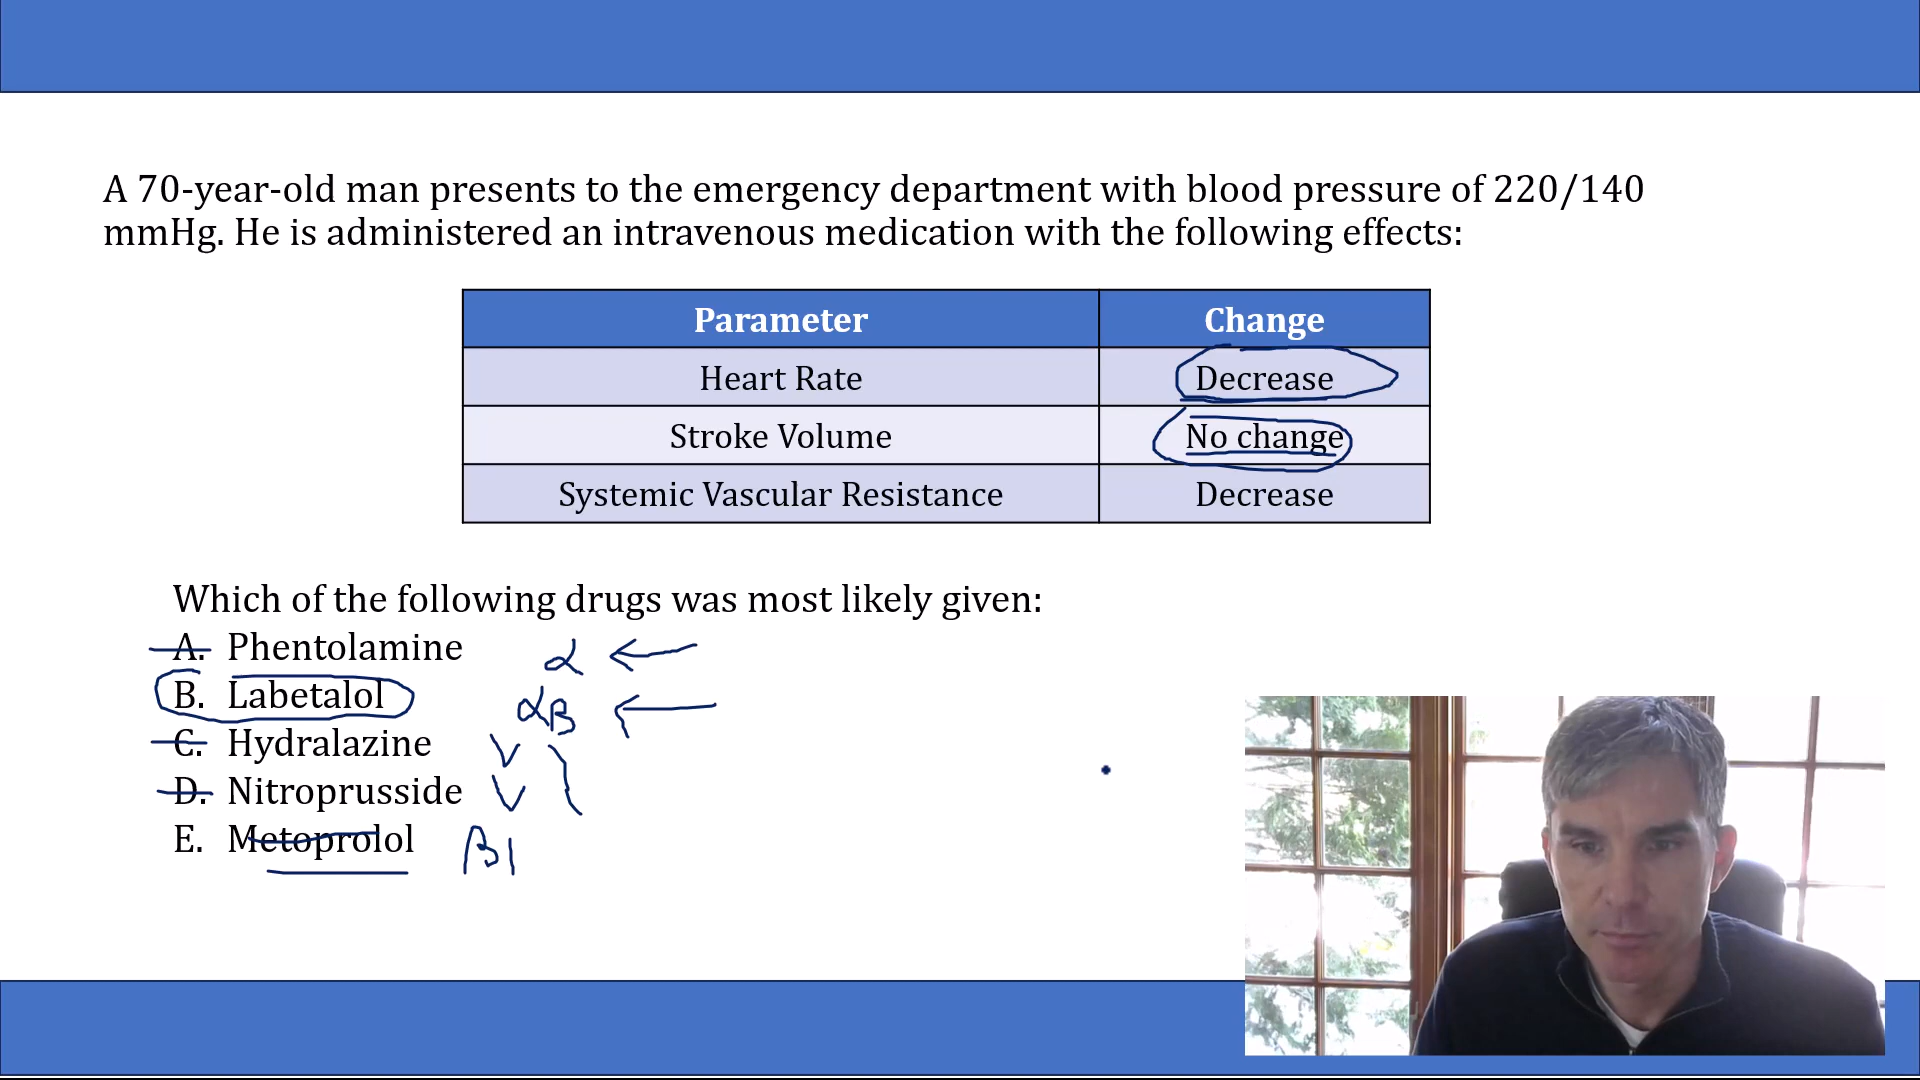 A 70-year-old man presents to the emergency department with blood pressure of 220/140
mmHg. He is administered an intravenous medication with the following effects:
Parameter Change
Heart Rate Decrease
Stroke Volume No change
Systemic Vascular Resistance Decrease
Which of the following drugs was most likely given:
A. Phentolamine α
B. Labetalol αB
C. Hydralazine V
D. Nitroprusside V
E. Metoprolol B1